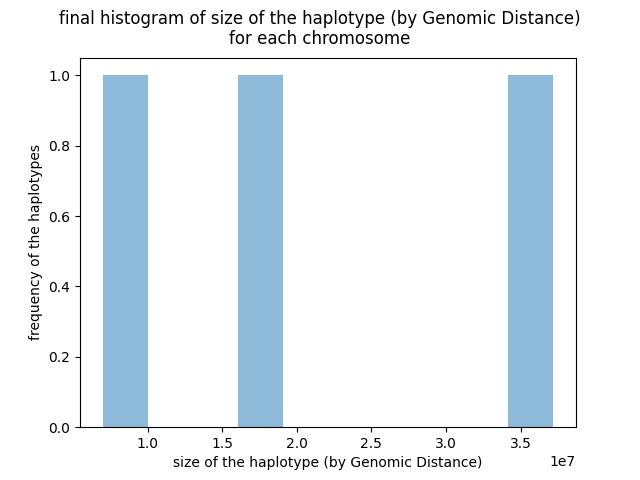 final histogram of size of the haplotype (by Genomic Distance)
for each chromosome
1.0
0.8
0.6
0.4
0.2
0.0
frequency of the haplotypes
1.0 1.5 2.0 2.5 3.0 3.5
1e7
size of the haplotype (by Genomic Distance)